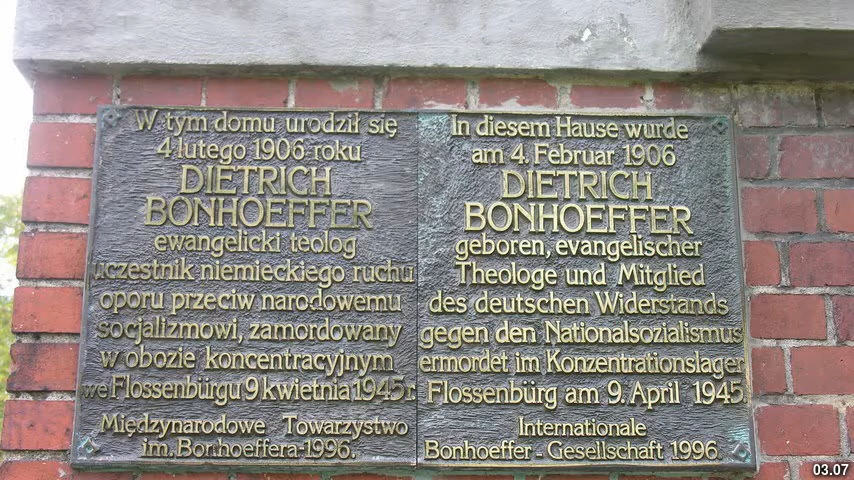 W tym domu urodził się
4 lutego 1906 roku
DIETRICH
BONHOEFFER
ewangelicki teolog
uczestnik niemieckiego ruchu
oporu przeciw narodowemu
socjalizmowi, zamordowany
w obozie koncentracyjnym
we Flossenbürgu 9 kwietnia 1945 r.
Międzynarodowe Towarzystwo
im. Bonhoeffera-1996.
In diesem Hause wurde
am 4. Februar 1906
DIETRICH
BONHOEFFER
geboren, evangelischer
Theologe und Mitglied
des deutschen Widerstands
gegen den Nationalsozialismus
ermordet im Konzentrationslager
Flossenbürg am 9. April 1945.
Internationale
Bonhoeffer-Gesellschaft 1996.
03.07